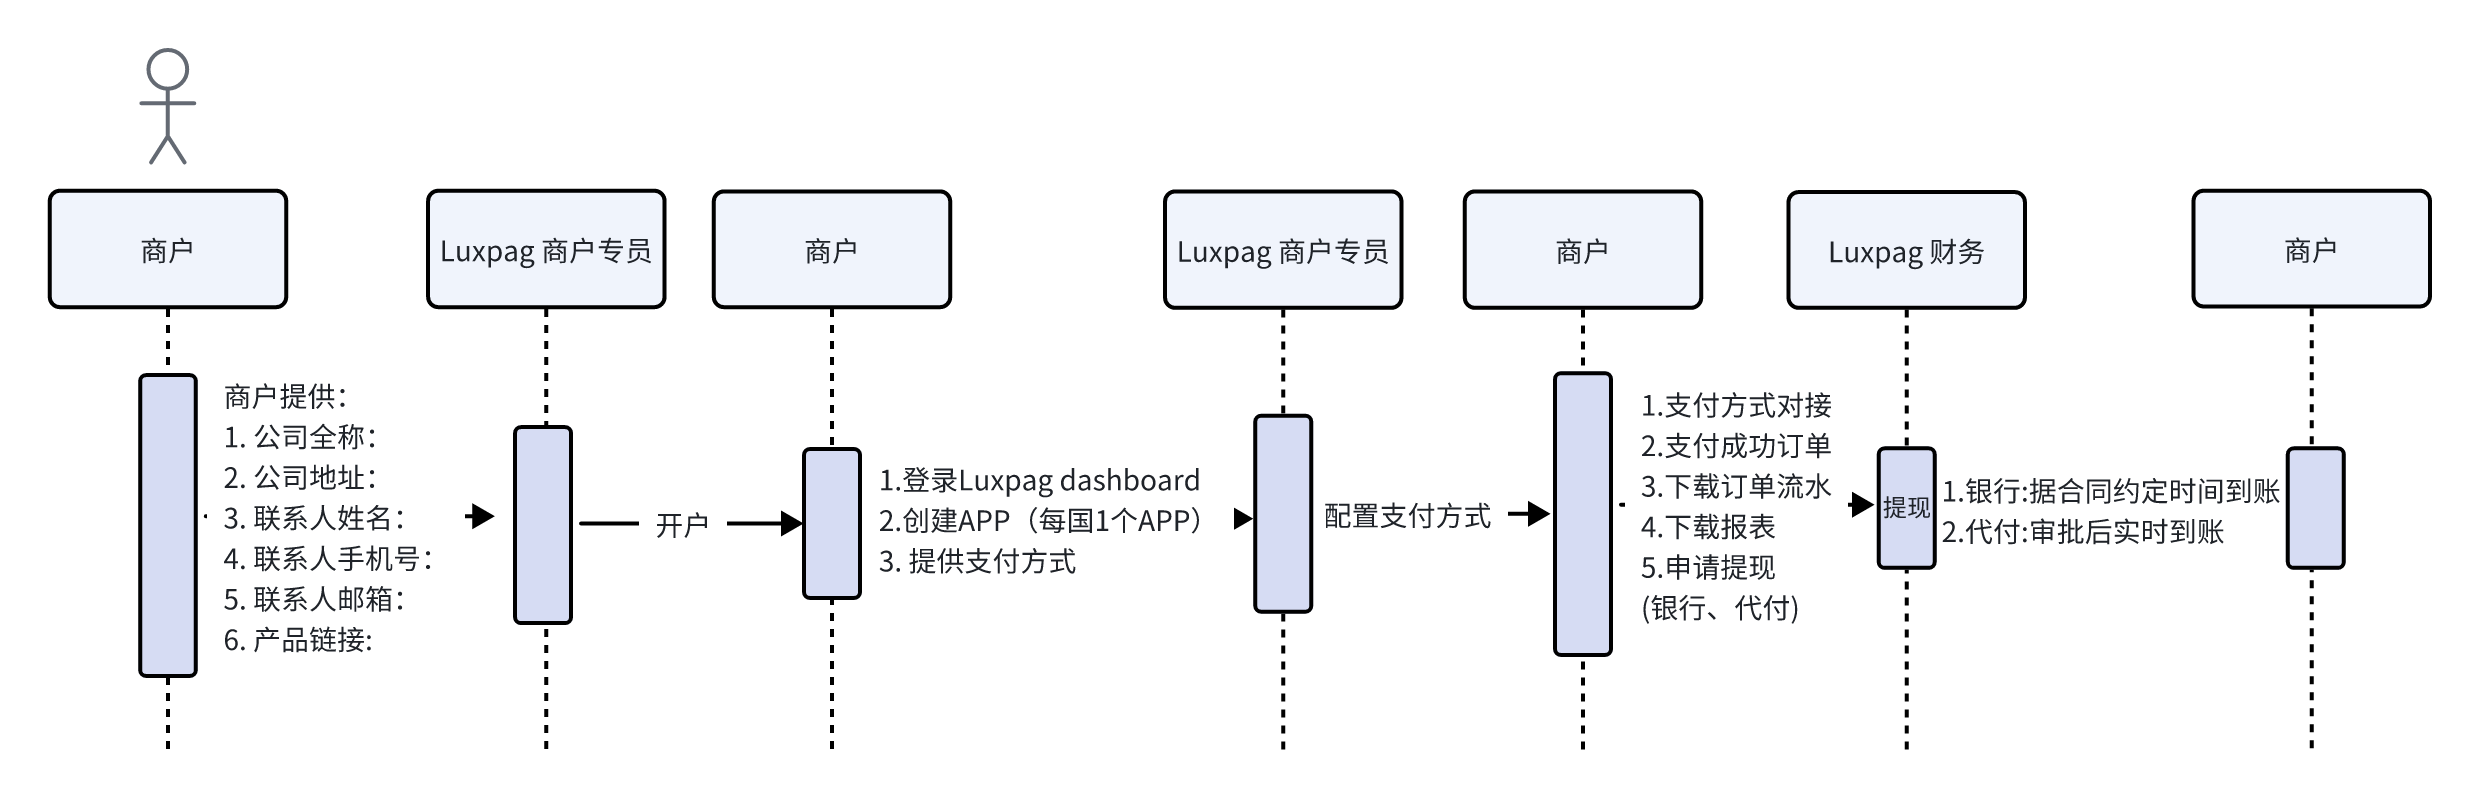 商户
Luxpag 商户专员
商户
Luxpag 商户专员
商户
Luxpag 财务
商户
商户提供：
1. 公司全称：
2. 公司地址：
3. 联系人姓名：
4. 联系人手机号：
5. 联系人邮箱：
6. 产品链接:
开户
1.登录Luxpag dashboard
2.创建APP（每国1个APP）
3. 提供支付方式
配置支付方式
1.支付方式对接
2.支付成功订单
3.下载订单流水
4.下载报表
5.申请提现
(银行、代付)
提现
1.银行:据合同约定时间到账
2.代付:审批后实时到账